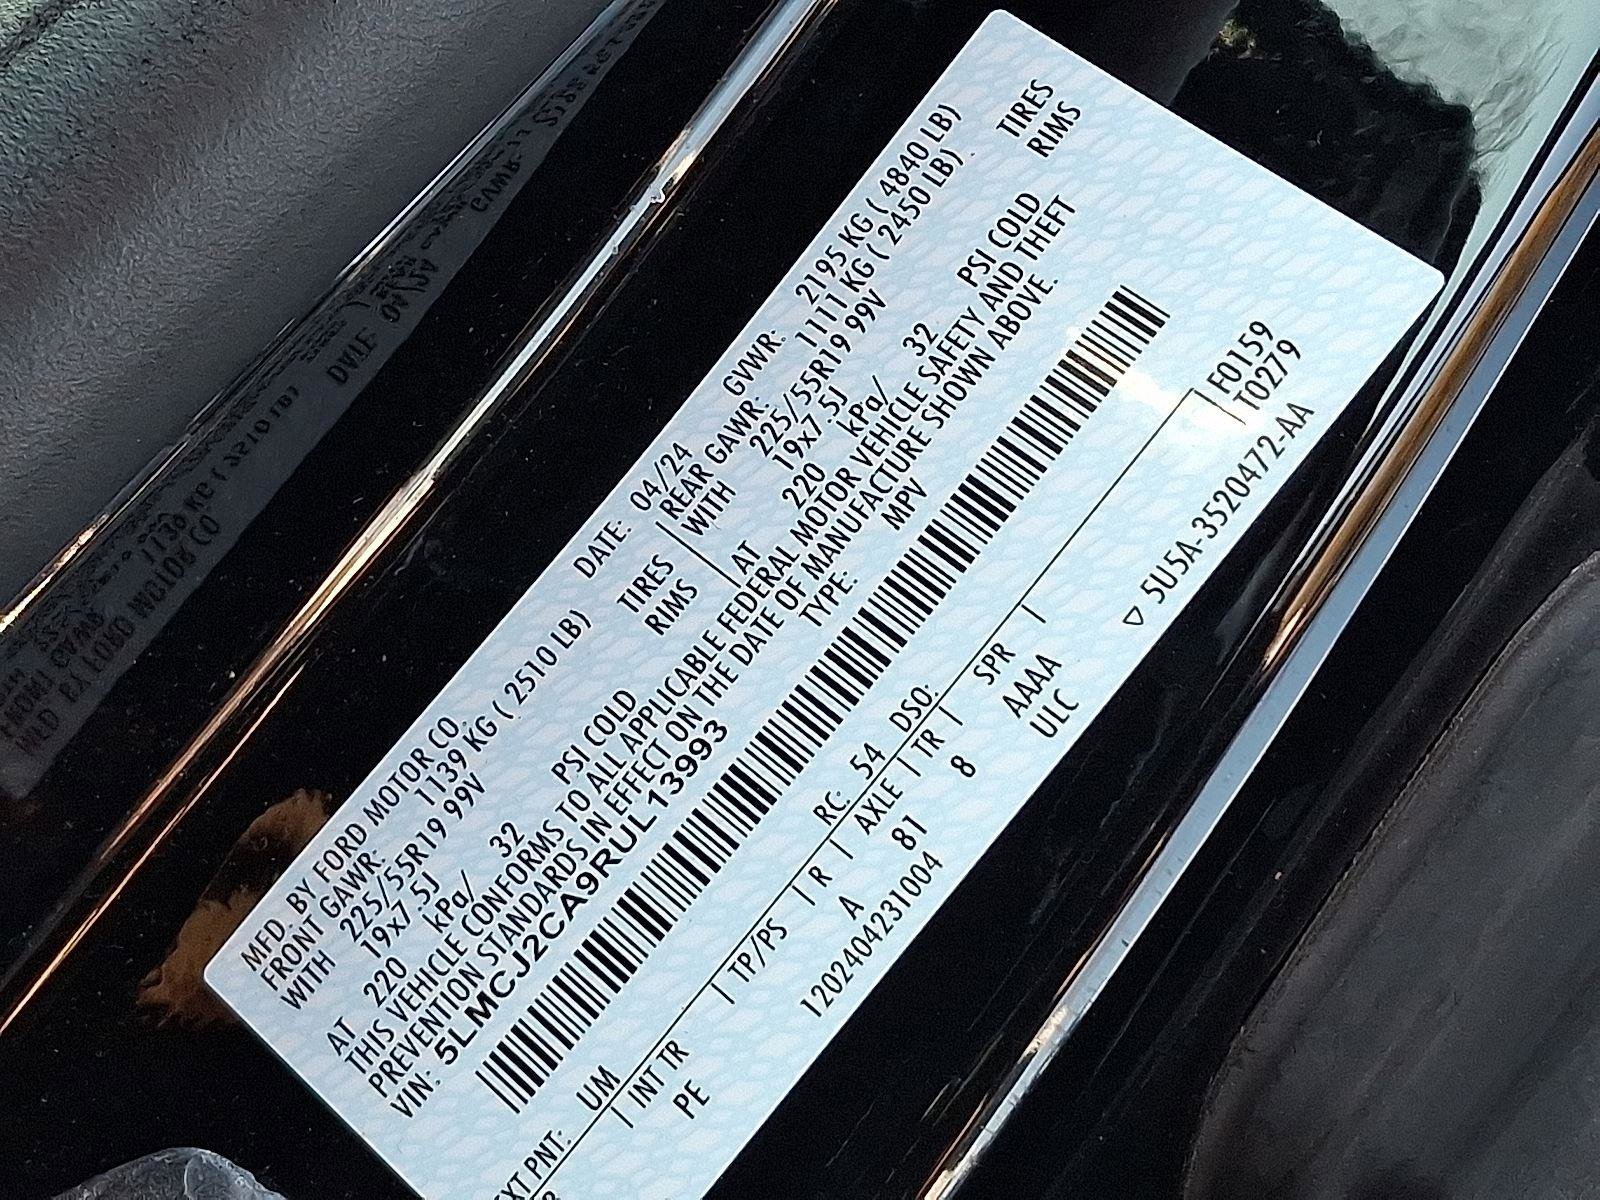 MFD. BY FORD MOTOR CO. DATE: 04/24 GVWR: 2195 KG ( 4840 LB)
FRONT GAWR: 1139 KG ( 2510 LB) REAR GAWR: 1111 KG ( 2450 LB)
WITH 225/55R19 99V TIRES WITH 225/55R19 99V TIRES
19x7.5J RIMS 19x7.5J RIMS
AT 220 kPa/ 32 PSI COLD AT 220 kPa/ 32 PSI COLD
THIS VEHICLE CONFORMS TO ALL APPLICABLE FEDERAL MOTOR VEHICLE SAFETY AND THEFT
PREVENTION STANDARDS IN EFFECT ON THE DATE OF MANUFACTURE SHOWN ABOVE.
VIN: 5LMCJ2CA9RUL13993 TYPE: MPV
PNT: UM RC: 54 DSO: F0159
INT TR TP/PS R AXLE TR SPR T0279
PE A 81 8 AAAA
ULC
1202404231004 5U5A-3520472-AA